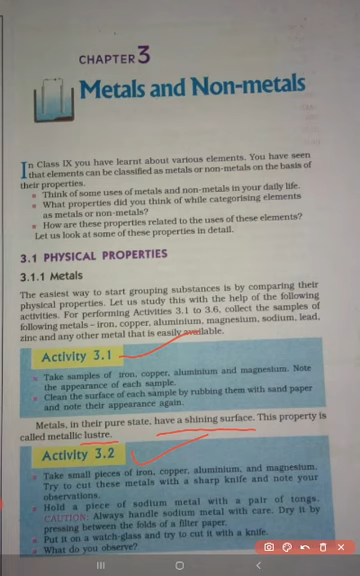 CHAPTER 3
Metals and Non-metals
In Class IX you have learnt about various elements. You have seen
that elements can be classified as metals or non-metals on the basis of
their properties.
Think of some uses of metals and non-metals in your daily life.
What properties did you think of while categorising elements
as metals or non-metals?
How are these properties related to the uses of these elements?
Let us look at some of these properties in detail.
3.1 PHYSICAL PROPERTIES
3.1.1 Metals
The easiest way to start grouping substances is by comparing their
physical properties. Let us study this with the help of the following
activities. For performing Activities 3.1 to 3.6, collect the samples of
following metals – iron, copper, aluminium, magnesium, sodium, lead,
zinc and any other metal that is easily available.
Activity 3.1
Take samples of iron, copper, aluminium and magnesium. Note
the appearance of each sample.
Clean the surface of each sample by rubbing them with sand paper
and note their appearance again.
Metals, in their pure state, have a shining surface. This property is
called metallic lustre.
Activity 3.2
Take small pieces of iron, copper, aluminium, and magnesium.
Try to cut these metals with a sharp knife and note your
observations.
Hold a piece of sodium metal with a pair of tongs.
CAUTION: Always handle sodium metal with care. Dry it by
pressing between the folds of a filter paper.
Put it on a watch-glass and try to cut it with a knife.
What do you observe?